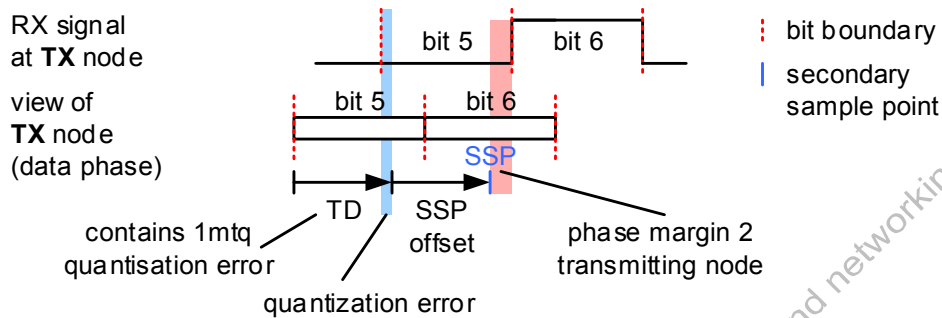 RX signal
at TX node
bit 5
bit 6
bit boundary
secondary
sample point
view of
TX node
(data phase)
bit 5
bit 6
SSP
TD
SSP
offset
contains 1mtq
quantisation error
quantization error
phase margin 2
transmitting node
nd networkin